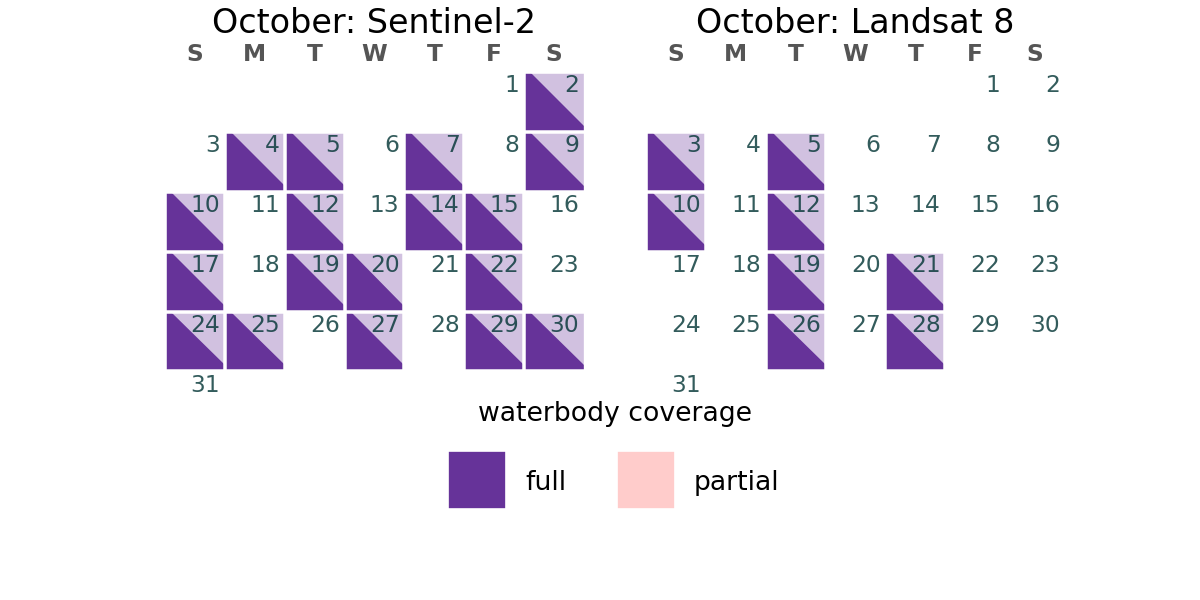 October: Sentinel-2
S M T W T F S
1 2
3 4 5 6 7 8 9
10 11 12 13 14 15 16
17 18 19 20 21 22 23
24 25 26 27 28 29 30
31
October: Landsat 8
S M T W T F S
1 2
3 4 5 6 7 8 9
10 11 12 13 14 15 16
17 18 19 20 21 22 23
24 25 26 27 28 29 30
31
waterbody coverage
full
partial